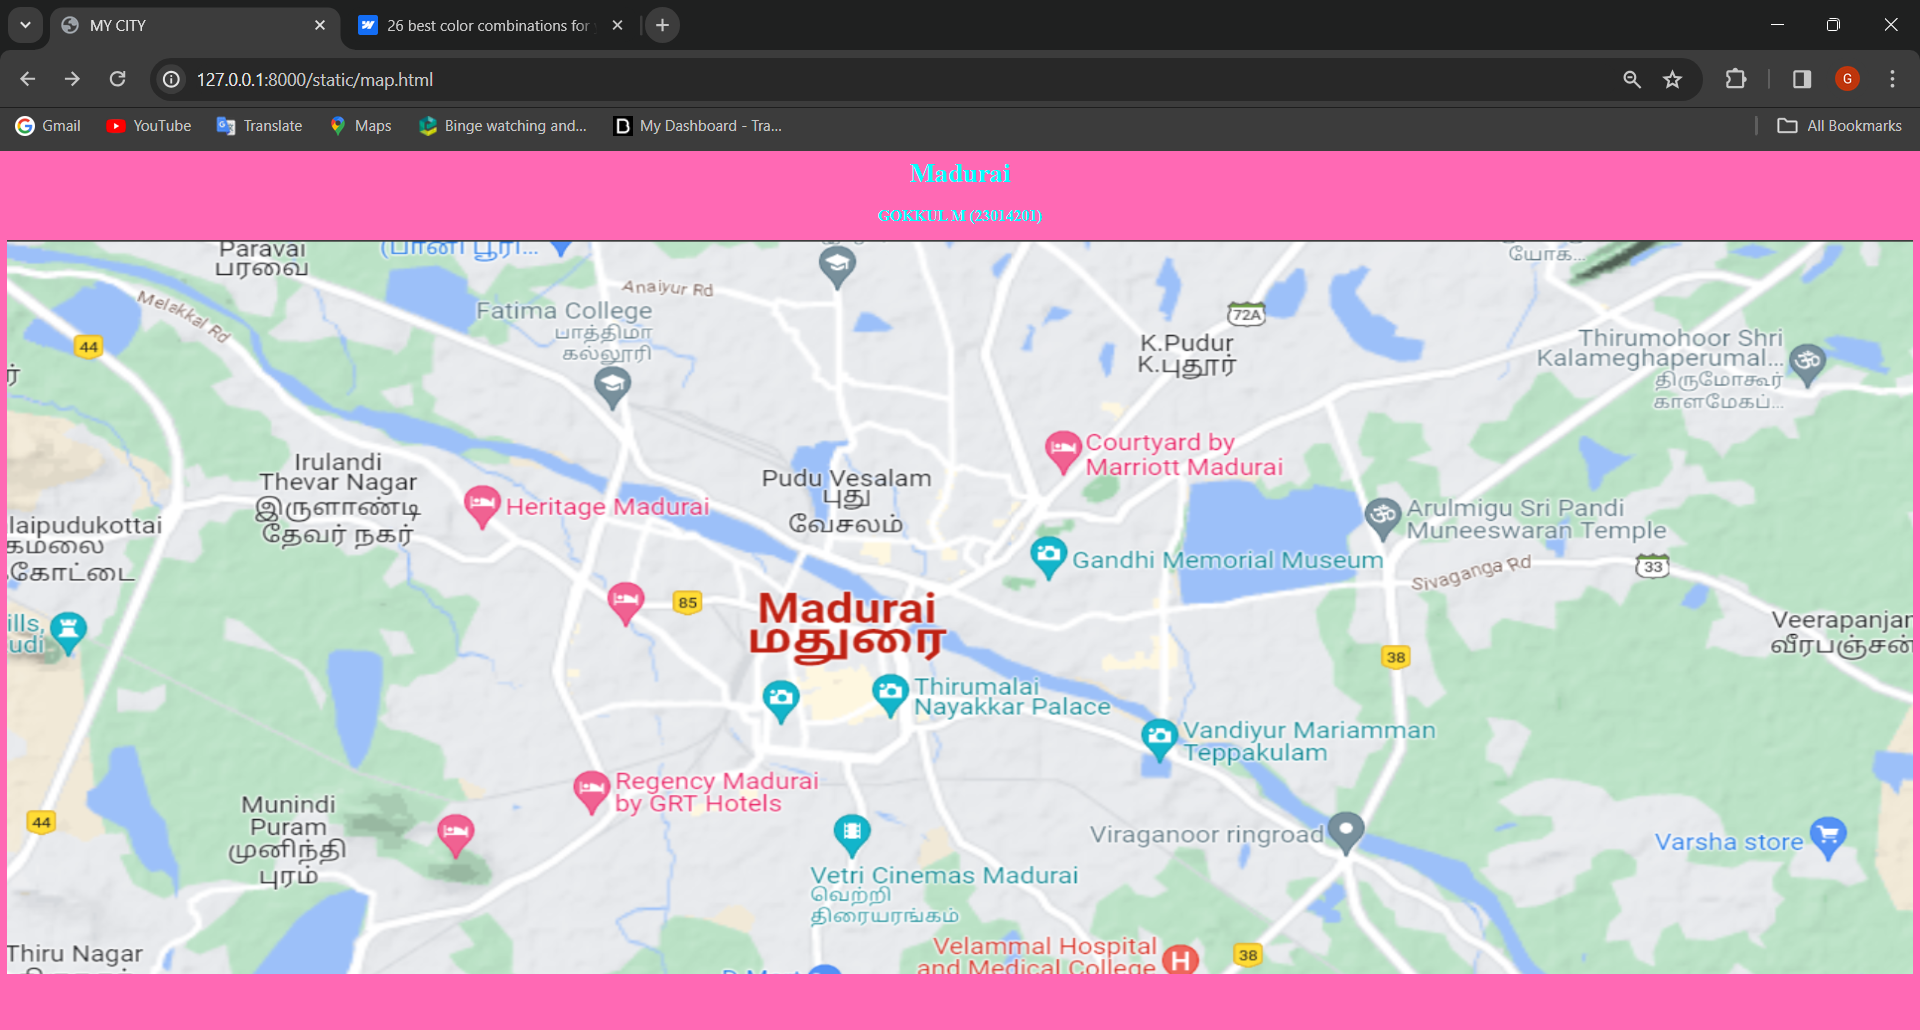 MY CITY
26 best color combinations for
127.0.0.1:8000/static/map.html
G
Gmail
YouTube
Translate
Maps
Binge watching and...
My Dashboard - Tra...
All Bookmarks
Madurai
GOKKUL M (23014201)
Paravai
பரவை
(பானி பூரி...
Anaiyur Rd
யோக...
Melakkal Rd
44
Fatima College
பாத்திமா
கல்லூரி
72A
K.Pudur
K.புதூர்
Thirumohoor Shri
Kalameghaperumal...
திருமோகூர்
காளமேகப்...
Courtyard by
Marriott Madurai
Irulandi
Thevar Nagar
இருளாண்டி
தேவர் நகர்
Heritage Madurai
Pudu Vesalam
புது
வேசலம்
Arulmigu Sri Pandi
Muneeswaran Temple
laipudukottai
கமலை
கோட்டை
Gandhi Memorial Museum
Sivaganga Rd
33
85
Madurai
மதுரை
ills,
udi
Veerapanjan
வீரபஞ்சன்
38
Thirumalai
Nayakkar Palace
Vandiyur Mariamman
Teppakulam
Regency Madurai
by GRT Hotels
44
Munindi
Puram
முனிந்தி
புரம்
Viraganoor ringroad
Varsha store
Vetri Cinemas Madurai
வெற்றி
திரையரங்கம்
Thiru Nagar
Velammal Hospital
and Medical College
H
38